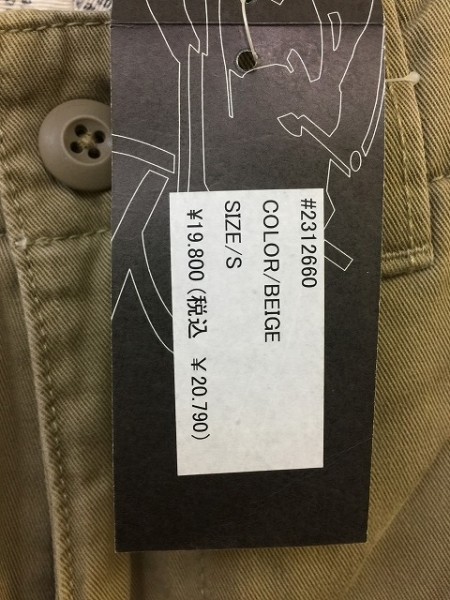 #2312660
COLOR/BEIGE
SIZE/S
¥19.800 (税込 ¥20.790)